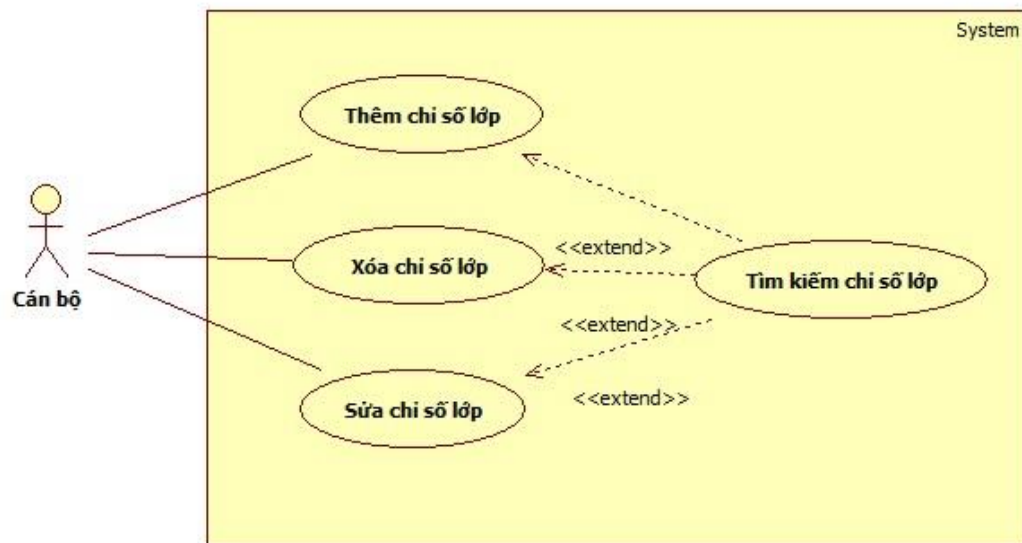 System
Thêm chỉ số lớp
<<extend>>
Xóa chỉ số lớp
Tìm kiếm chỉ số lớp
Cán bộ
<<extend>>
<<extend>>
Sửa chỉ số lớp